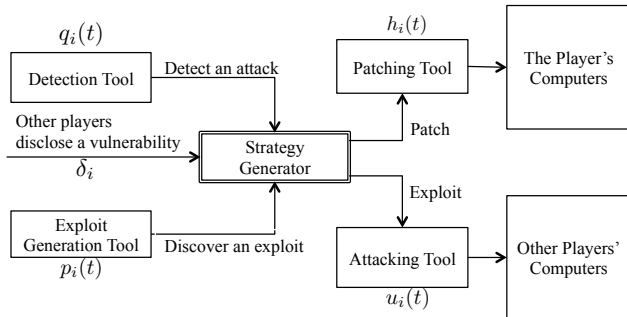 q_i(t)
Detection Tool
Detect an attack
Other players
disclose a vulnerability
δ_i
Exploit
Generation Tool
p_i(t)
Discover an exploit
Strategy
Generator
h_i(t)
Patching Tool
Patch
Exploit
Attacking Tool
u_i(t)
The Player's
Computers
Other Players'
Computers